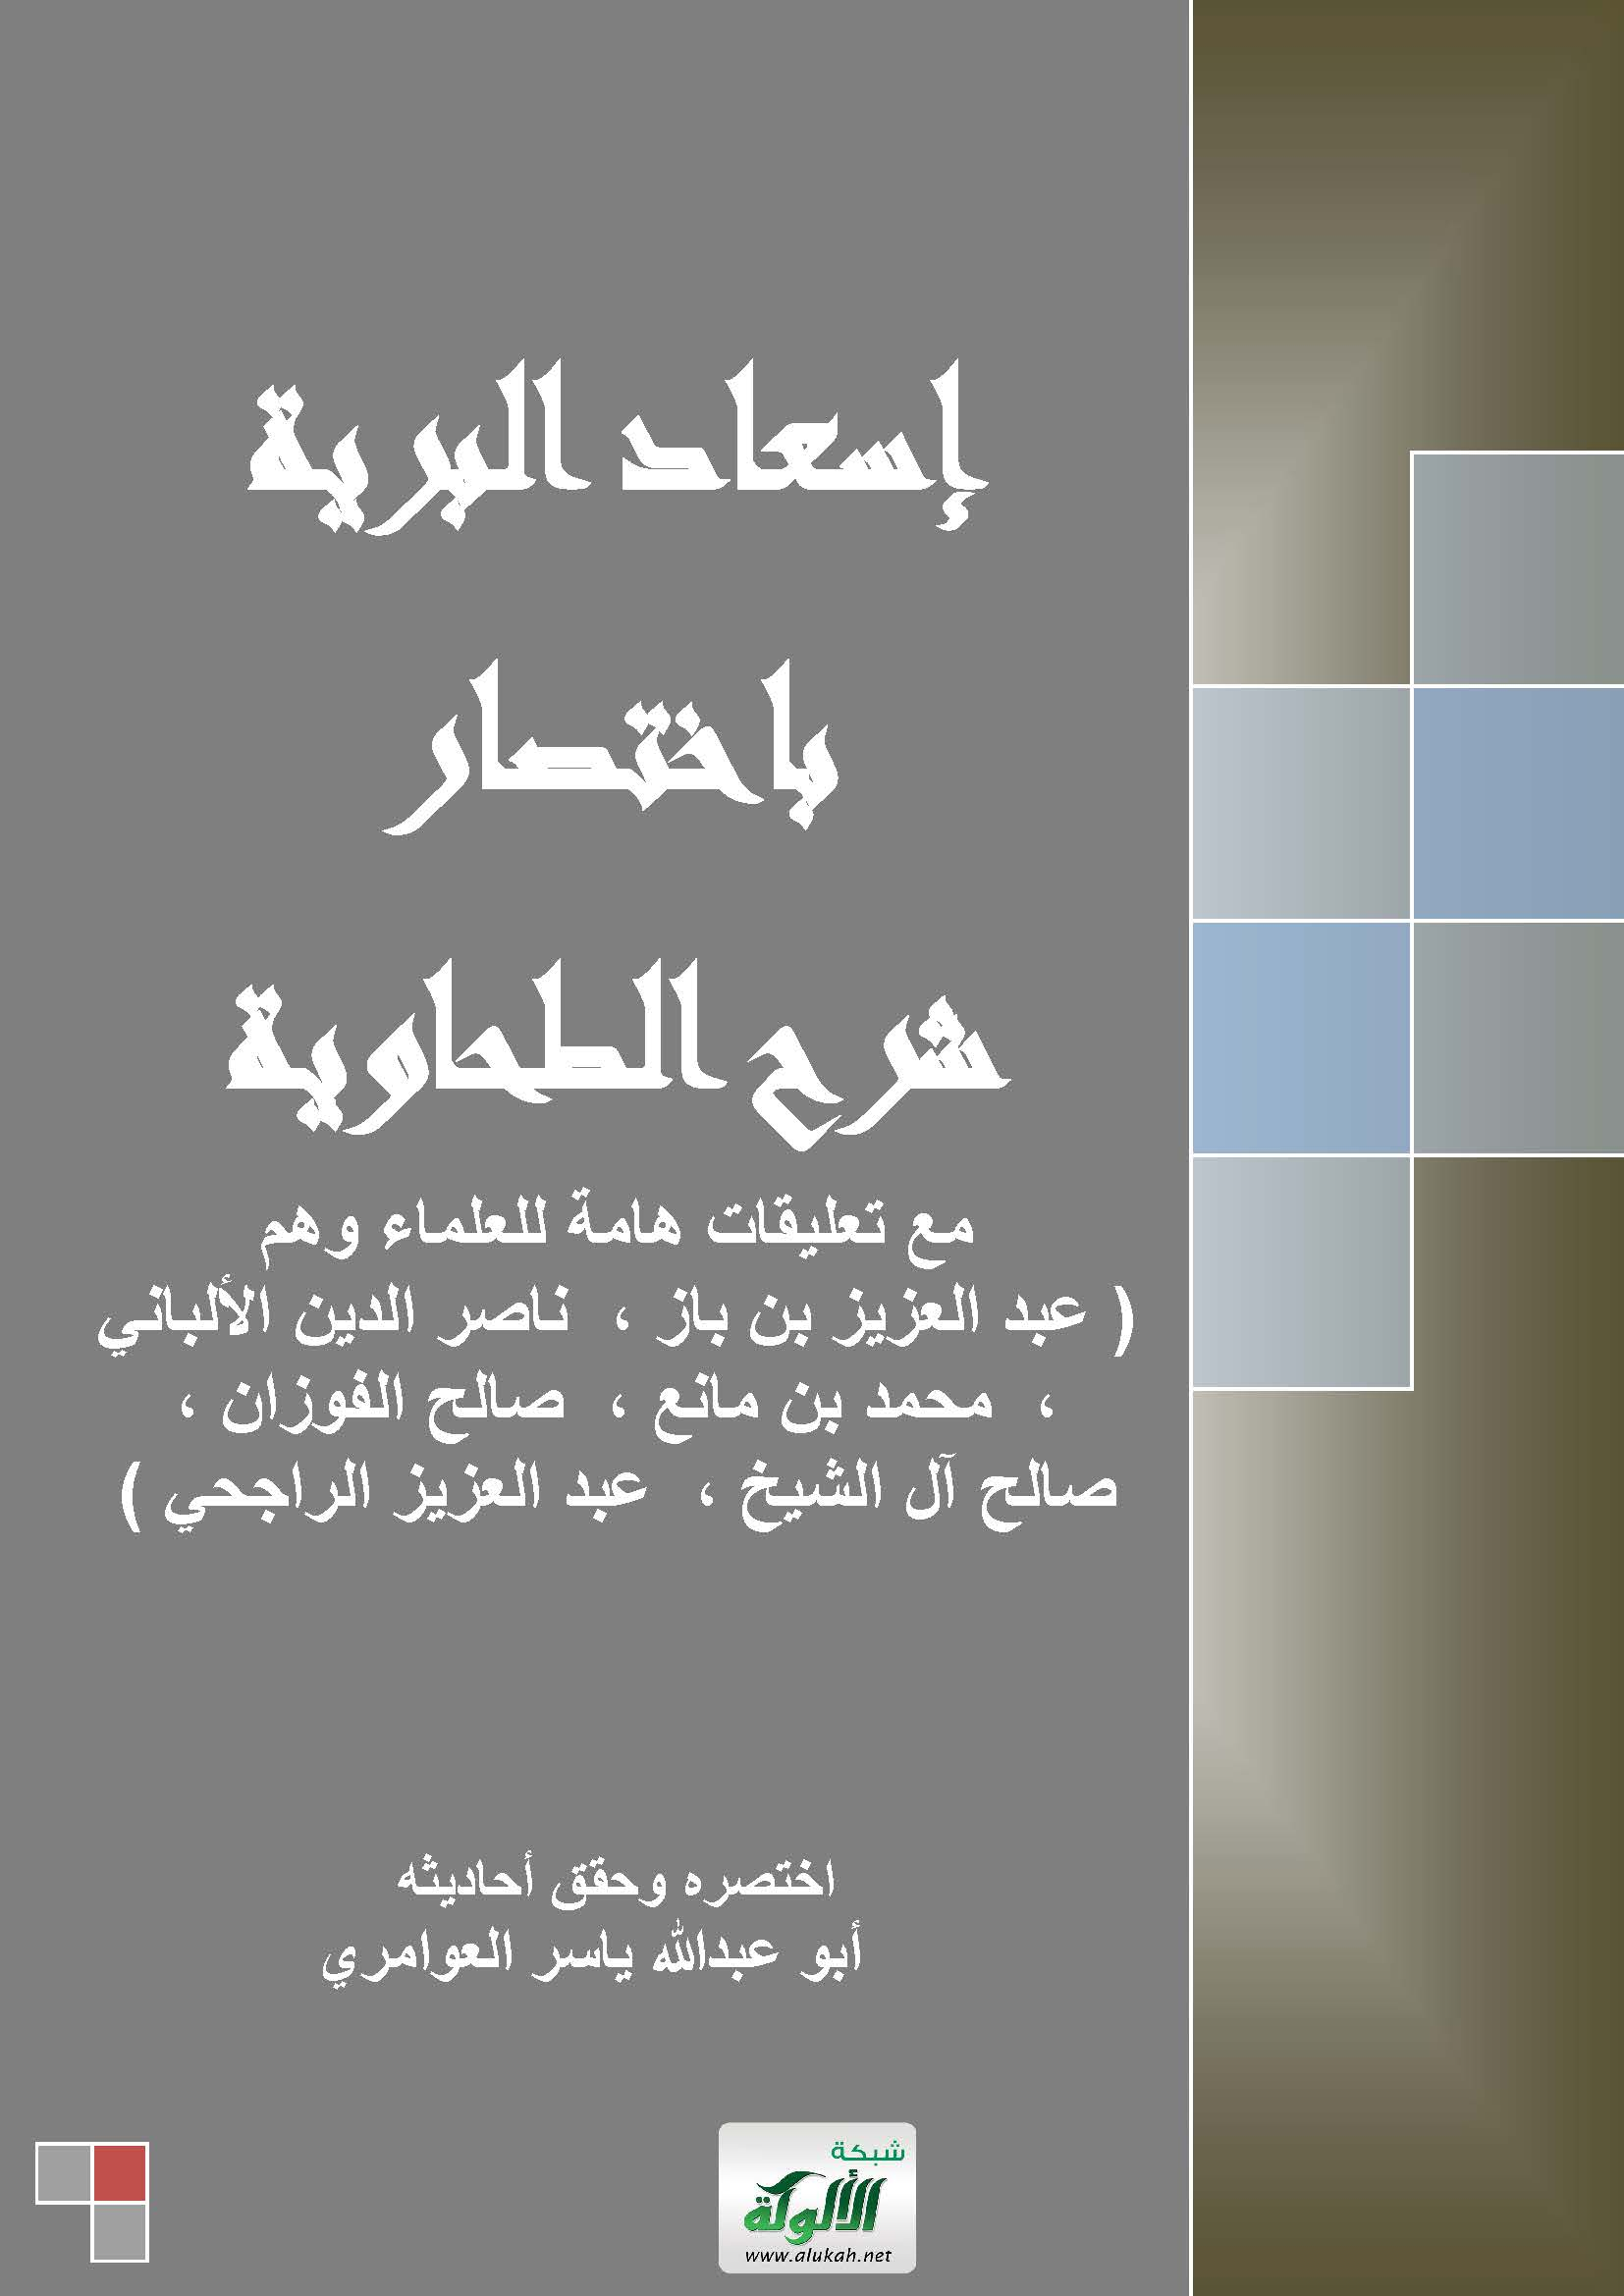 إسعاد البرية
باختصار
شرح الطحاوية
مع تعليقات هامة للعلماء وهم
( عبد العزيز بن باز ، ناصر الدين الألباني
، محمد بن مانع ، صالح الفوزان ،
صالح آل الشيخ ، عبد العزيز الراجحي )
اختصره وحقق أحاديثه
أبو عبدالله ياسر العوامري
شبكة
الألوكة
www.alukah.net